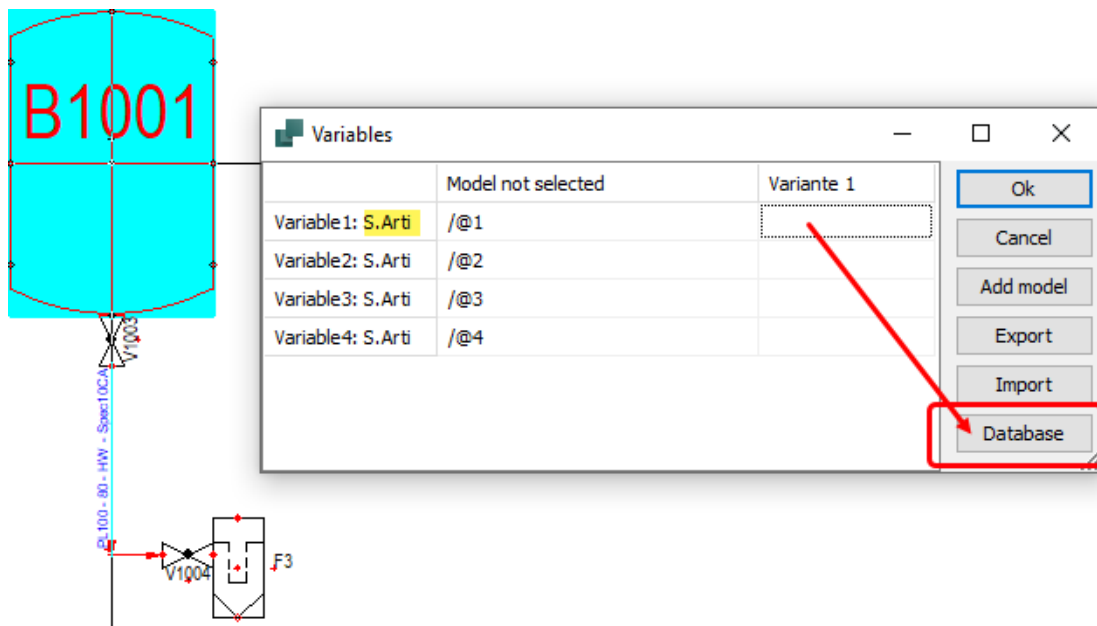 B1001
V1003
PL100 - 80 - HW - Spec10CA
V1004
F3
Variables
Model not selected Variante 1
Variable1: S.Arti /@1
Variable2: S.Arti /@2
Variable3: S.Arti /@3
Variable4: S.Arti /@4
Ok
Cancel
Add model
Export
Import
Database